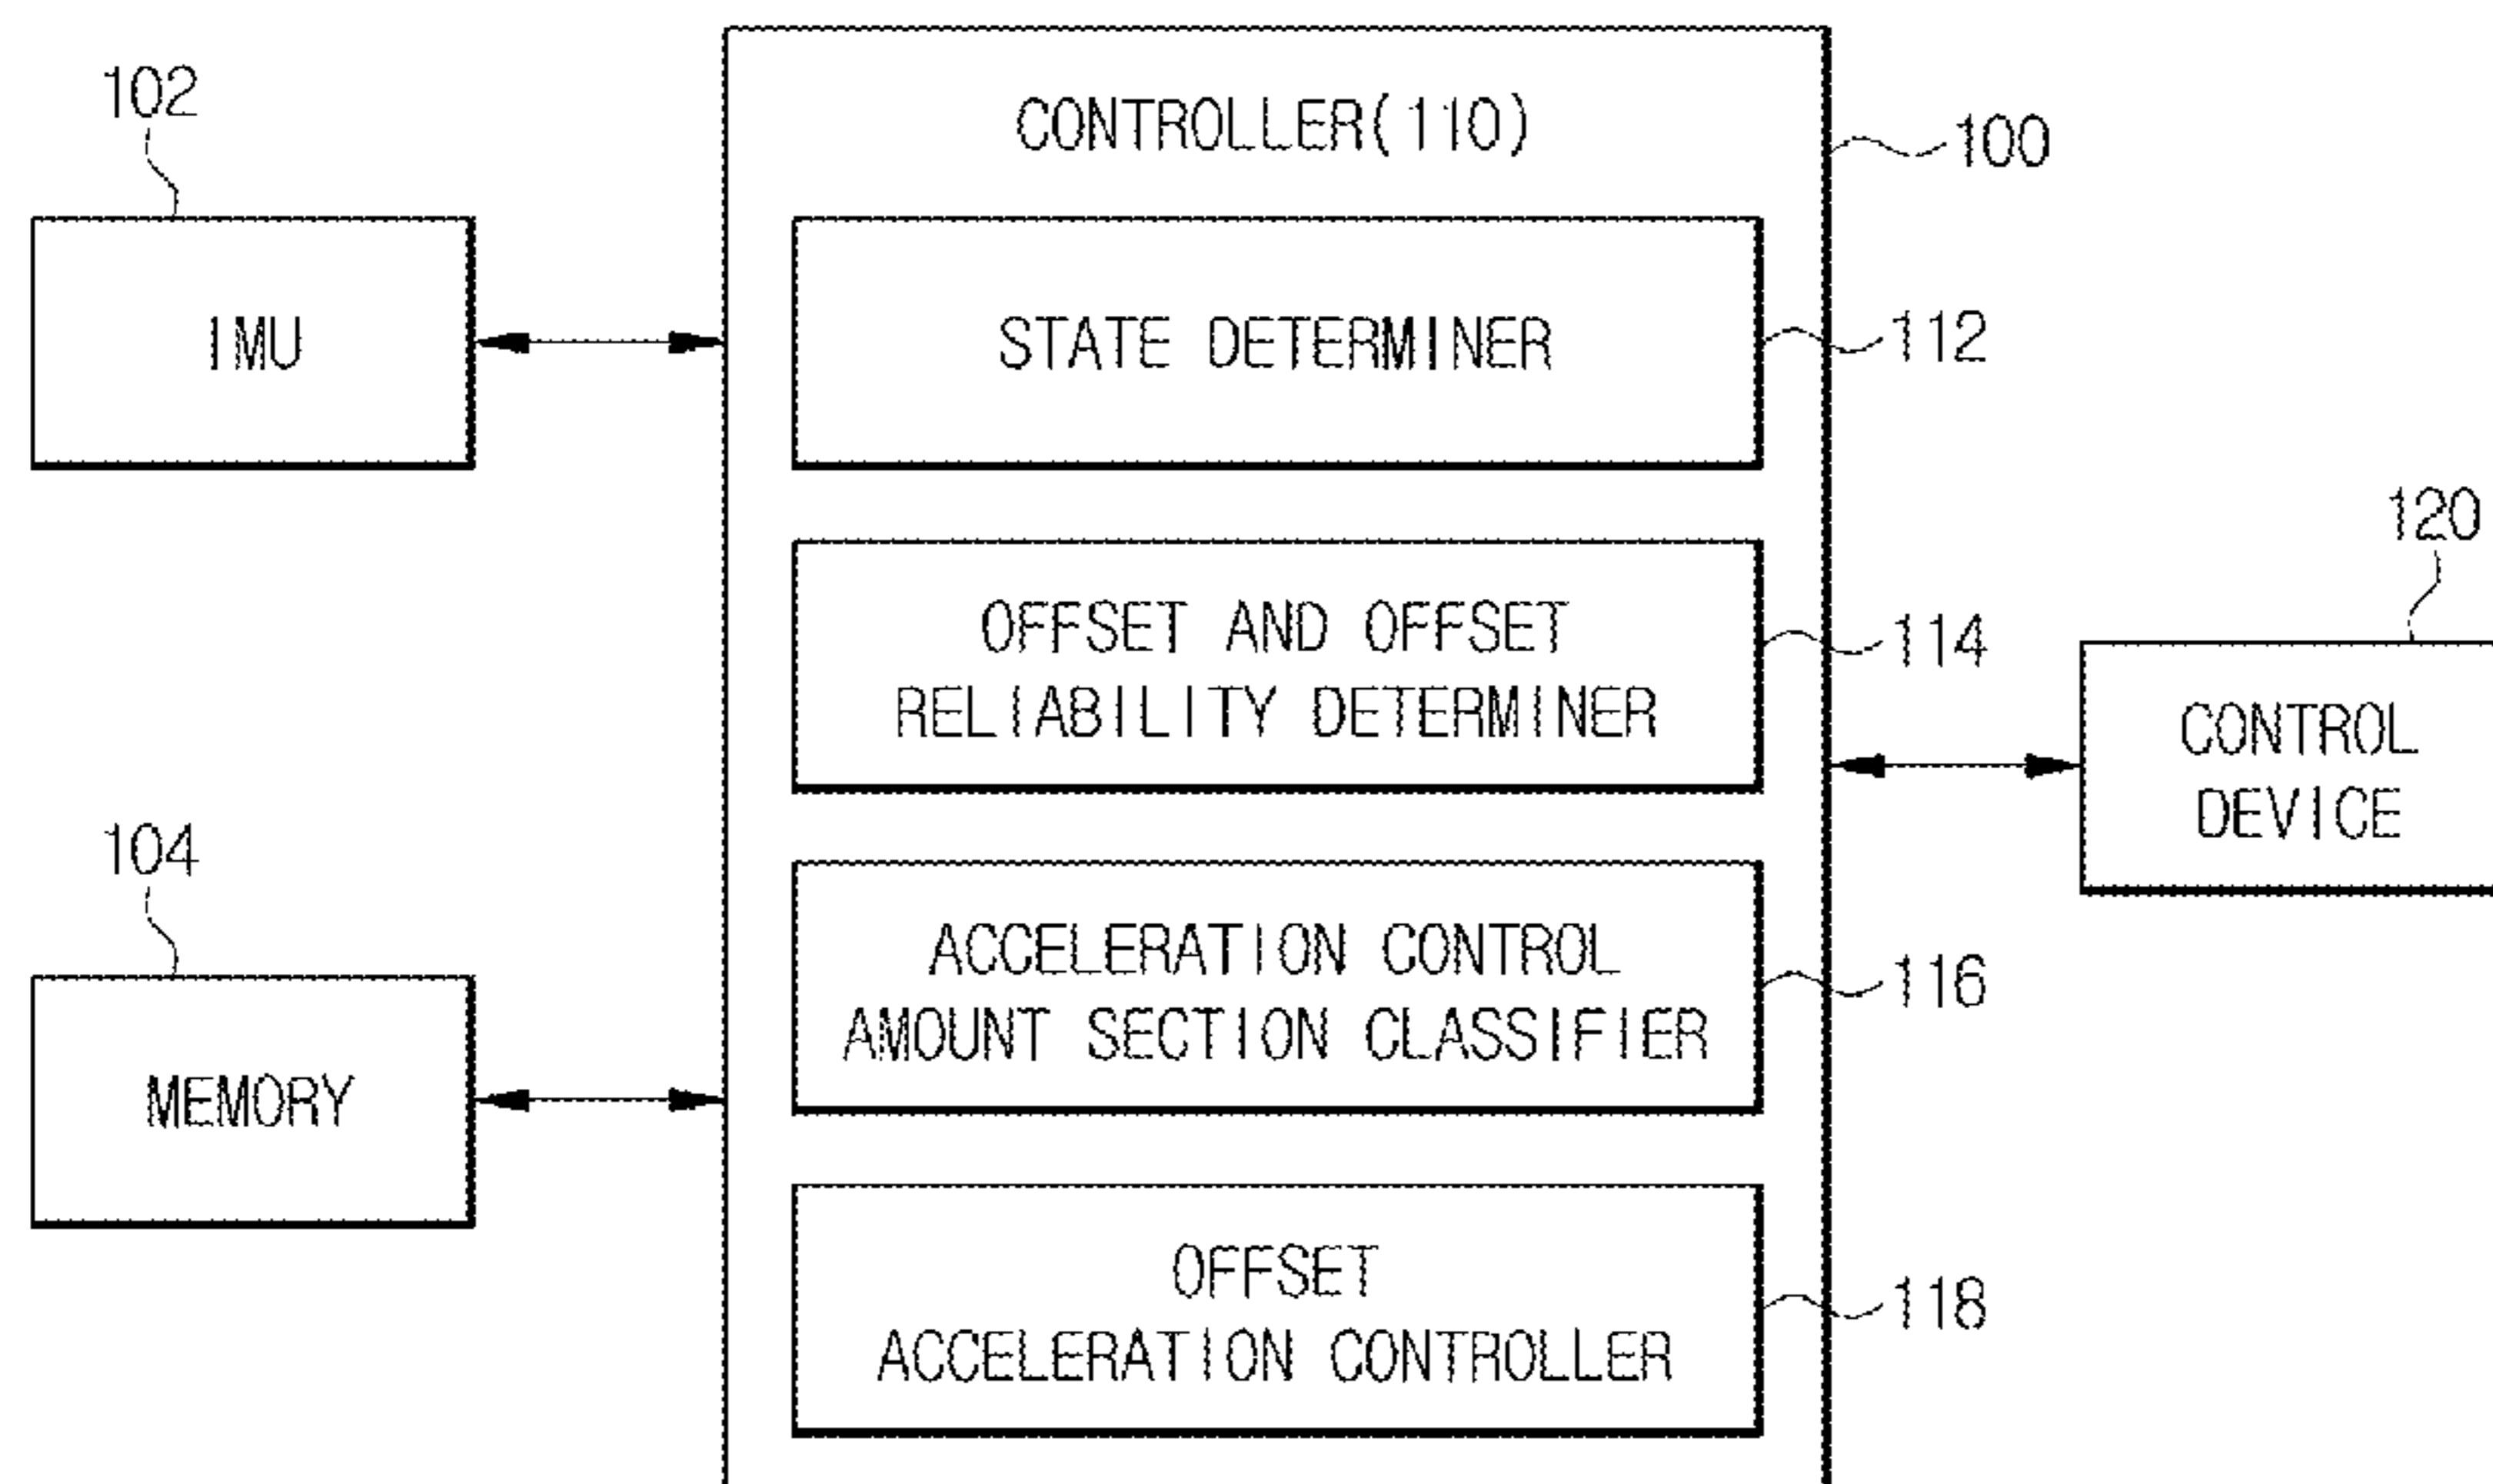 102
CONTROLLER(110)
100
IMU
STATE DETERMINER
112
120
OFFSET AND OFFSET
RELIABILITY DETERMINER
114
CONTROL
DEVICE
104
ACCELERATION CONTROL
AMOUNT SECTION CLASSIFIER
116
MEMORY
OFFSET
ACCELERATION CONTROLLER
118